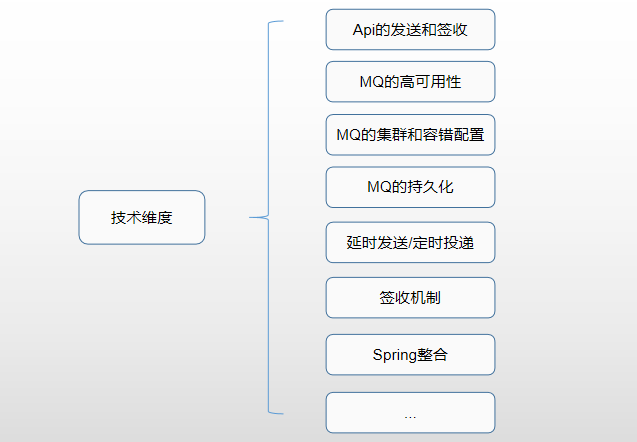 Api的发送和签收
MQ的高可用性
MQ的集群和容错配置
MQ的持久化
技术维度
延时发送/定时投递
签收机制
Spring整合
...